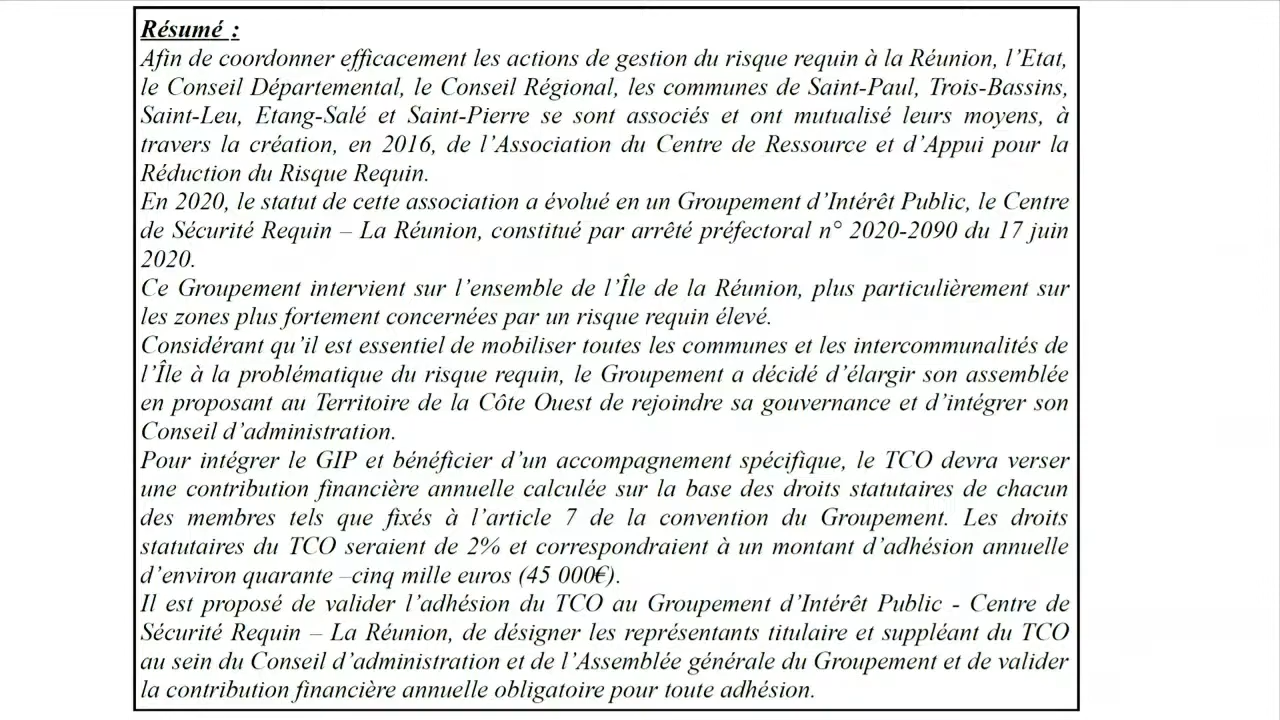 Résumé :
Afin de coordonner efficacement les actions de gestion du risque requin à la Réunion, l’Etat,
le Conseil Départemental, le Conseil Régional, les communes de Saint-Paul, Trois-Bassins,
Saint-Leu, Etang-Salé et Saint-Pierre se sont associés et ont mutualisé leurs moyens, à
travers la création, en 2016, de l’Association du Centre de Ressource et d’Appui pour la
Réduction du Risque Requin.
En 2020, le statut de cette association a évolué en un Groupement d’Intérêt Public, le Centre
de Sécurité Requin – La Réunion, constitué par arrêté préfectoral n° 2020-2090 du 17 juin
2020.
Ce Groupement intervient sur l’ensemble de l’Île de la Réunion, plus particulièrement sur
les zones plus fortement concernées par un risque requin élevé.
Considérant qu’il est essentiel de mobiliser toutes les communes et les intercommunalités de
l’Île à la problématique du risque requin, le Groupement a décidé d’élargir son assemblée
en proposant au Territoire de la Côte Ouest de rejoindre sa gouvernance et d’intégrer son
Conseil d’administration.
Pour intégrer le GIP et bénéficier d’un accompagnement spécifique, le TCO devra verser
une contribution financière annuelle calculée sur la base des droits statutaires de chacun
des membres tels que fixés à l’article 7 de la convention du Groupement. Les droits
statutaires du TCO seraient de 2% et correspondraient à un montant d’adhésion annuelle
d’environ quarante –cinq mille euros (45 000€).
Il est proposé de valider l’adhésion du TCO au Groupement d’Intérêt Public - Centre de
Sécurité Requin – La Réunion, de désigner les représentants titulaire et suppléant du TCO
au sein du Conseil d’administration et de l’Assemblée générale du Groupement et de valider
la contribution financière annuelle obligatoire pour toute adhésion.